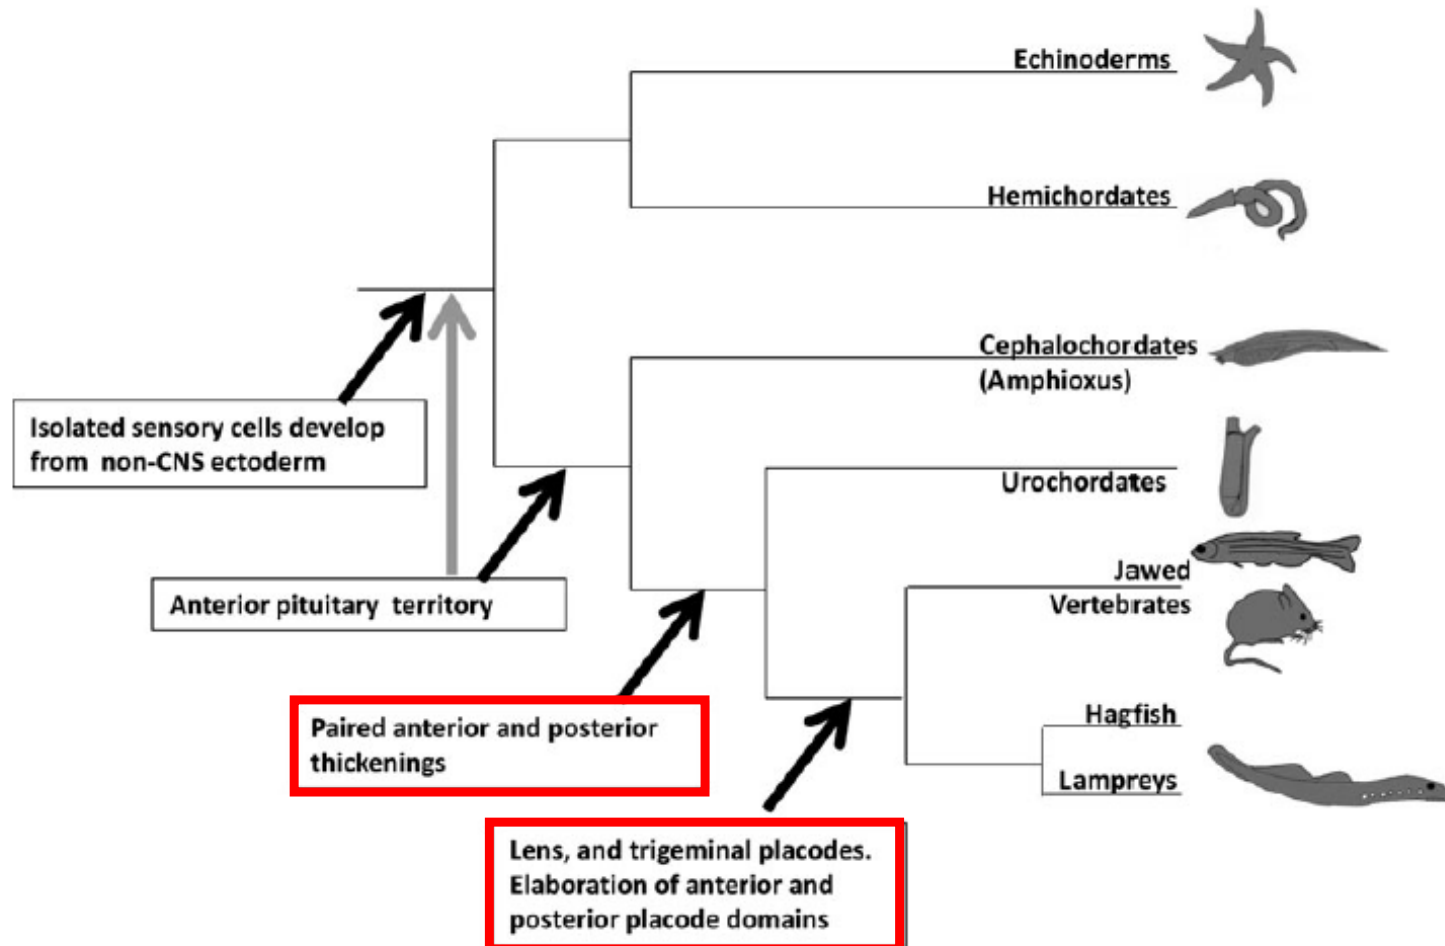 Echinoderms
Hemichordates
Cephalochordates
(Amphioxus)
Isolated sensory cells develop
from non-CNS ectoderm
Urochordates
Jawed
Vertebrates
Anterior pituitary territory
Paired anterior and posterior
thickenings
Hagfish
Lampreys
Lens, and trigeminal placodes.
Elaboration of anterior and
posterior placode domains